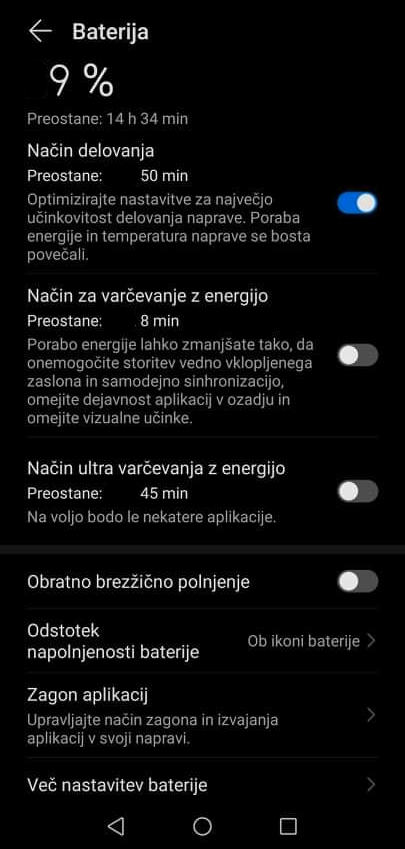 Baterija
9 %
Preostane: 14 h 34 min
Način delovanja
Preostane: 50 min
Optimizirajte nastavitve za največjo
učinkovitost delovanja naprave. Poraba
energije in temperatura naprave se bosta
povečali.
Način za varčevanje z energijo
Preostane: 8 min
Porabo energije lahko zmanjšate tako, da
onemogočite storitev vedno vklopljenega
zaslona in samodejno sinhronizacijo,
omejite dejavnost aplikacij v ozadju in
omejite vizualne učinke.
Način ultra varčevanja z energijo
Preostane: 45 min
Na voljo bodo le nekatere aplikacije.
Obratno brezžično polnjenje
Odstotek
napolnjenosti baterije
Ob ikoni baterije
Zagon aplikacij
Upravljajte način zagona in izvajanja
aplikacij v svoji napravi.
Več nastavitev baterije